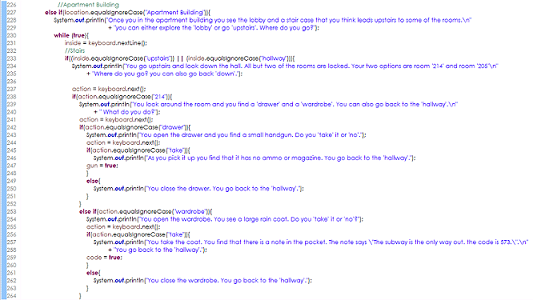 226 //Apartment Building
227 else if(location.equalsIgnoreCase("Apartment Building")){
228 System.out.println("Once you in the apartment building you see the lobby and a stair case that you think leads upstairs to some of the rooms.\n"
229 + "you can either explore the 'lobby' or go 'upstairs'. Where do you go?");
230 while (true){
231 inside = keyboard.nextLine();
232 //Stairs
233 if((inside.equalsIgnoreCase("upstairs")) || (inside.equalsIgnoreCase("hallway"))){
234 System.out.println("You go upstairs and look down the hall. All but two of the rooms are locked. Your two options are room '214' and room '205'\n"
235 + "Where do you go? you can also go back 'down'.");
236
237 action = keyboard.next();
238 if(action.equalsIgnoreCase("214")){
239 System.out.println("You look around the room and you find a 'drawer' and a 'wardrobe'. You can also go back to the 'hallway'.\n"
240 + " What do you do?");
241 action = keyboard.next();
242 if(action.equalsIgnoreCase("drawer")){
243 System.out.println("You open the drawer and you find a small handgun. Do you 'take' it or 'no'.");
244 action = keyboard.next();
245 if(action.equalsIgnoreCase("take")){
246 System.out.println("As you pick it up you find that it has no ammo or magazine. You go back to the 'hallway'.");
247 gun = true;
248 }
249 else{
250 System.out.println("You close the drawer. You go back to the 'hallway'.");
251 }
252 }
253 else if(action.equalsIgnoreCase("wardrobe")){
254 System.out.println("You open the wardrobe. You see a large rain coat. Do you 'take' it or 'no'?");
255 action = keyboard.next();
256 if(action.equalsIgnoreCase("take")){
257 System.out.println("You take the coat. You find that there is a note in the pocket. The note says \"The subway is the only way out. the code is 573.\".\n"
258 + "You go back to the 'hallway'.");
259 code = true;
260 }
261 else{
262 System.out.println("You close the wardrobe. You go back to the 'hallway'.");
263 }
264 }